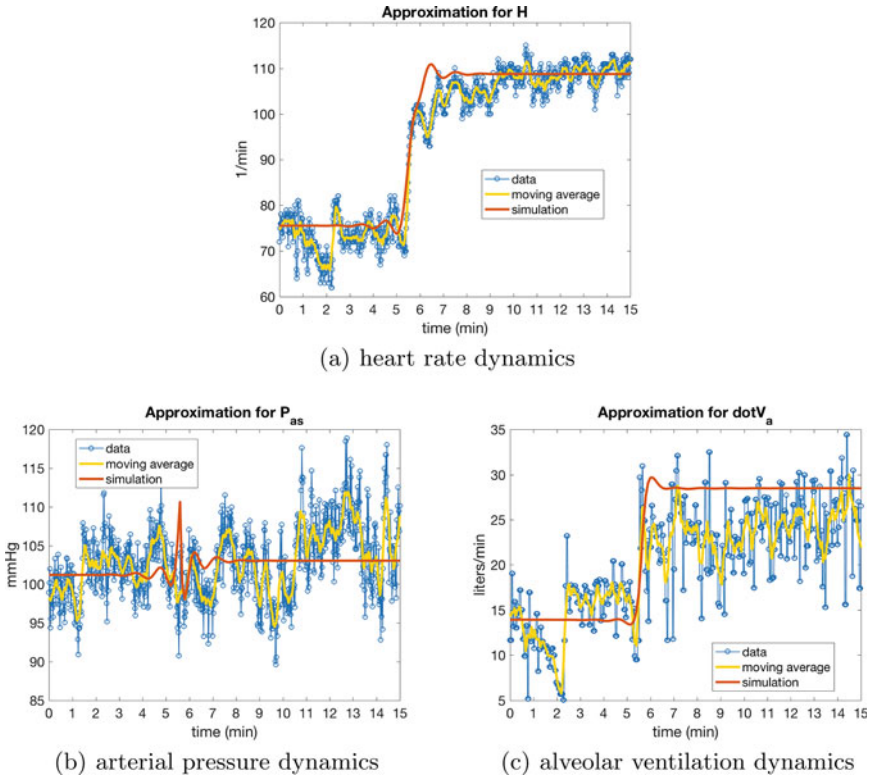 Approximation for H
120
110
100
90
80
70
60
1/min
data
moving average
simulation
0 1 2 3 4 5 6 7 8 9 10 11 12 13 14 15
time (min)
(a) heart rate dynamics
Approximation for P_as
120
115
110
105
100
95
90
85
mmHg
data
moving average
simulation
0 1 2 3 4 5 6 7 8 9 10 11 12 13 14 15
time (min)
(b) arterial pressure dynamics
Approximation for dotV_a
35
30
25
20
15
10
5
liters/min
data
moving average
simulation
0 1 2 3 4 5 6 7 8 9 10 11 12 13 14 15
time (min)
(c) alveolar ventilation dynamics